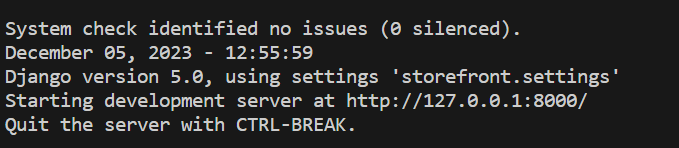 System check identified no issues (0 silenced).
December 05, 2023 - 12:55:59
Django version 5.0, using settings 'storefront.settings'
Starting development server at http://127.0.0.1:8000/
Quit the server with CTRL-BREAK.